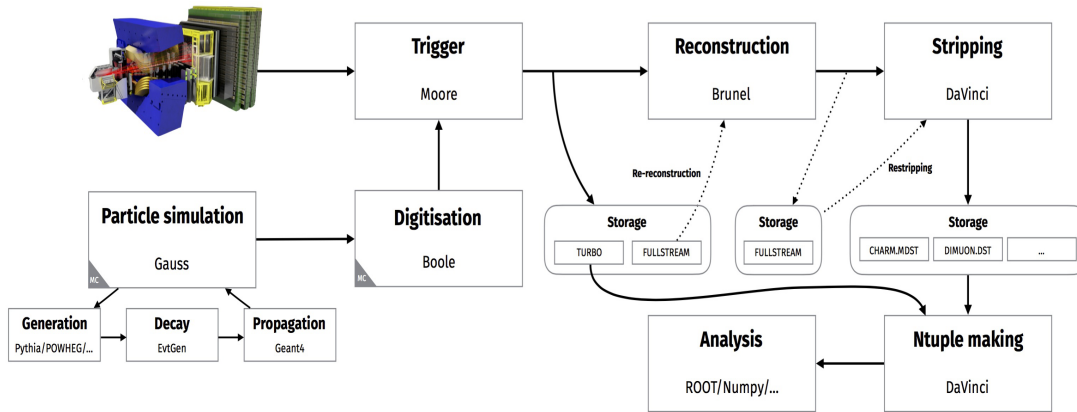 Trigger
Moore
Reconstruction
Brunel
Stripping
DaVinci
Re-reconstruction
Restripping
Particle simulation
Gauss
MC
Digitisation
Boole
MC
Storage
TURBO
FULLSTREAM
Storage
FULLSTREAM
Storage
CHARM.MDST
DIMUON.DST
...
Generation
Pythia/POWHEG/...
Decay
EvtGen
Propagation
Geant4
Analysis
ROOT/Numpy/...
Ntuple making
DaVinci